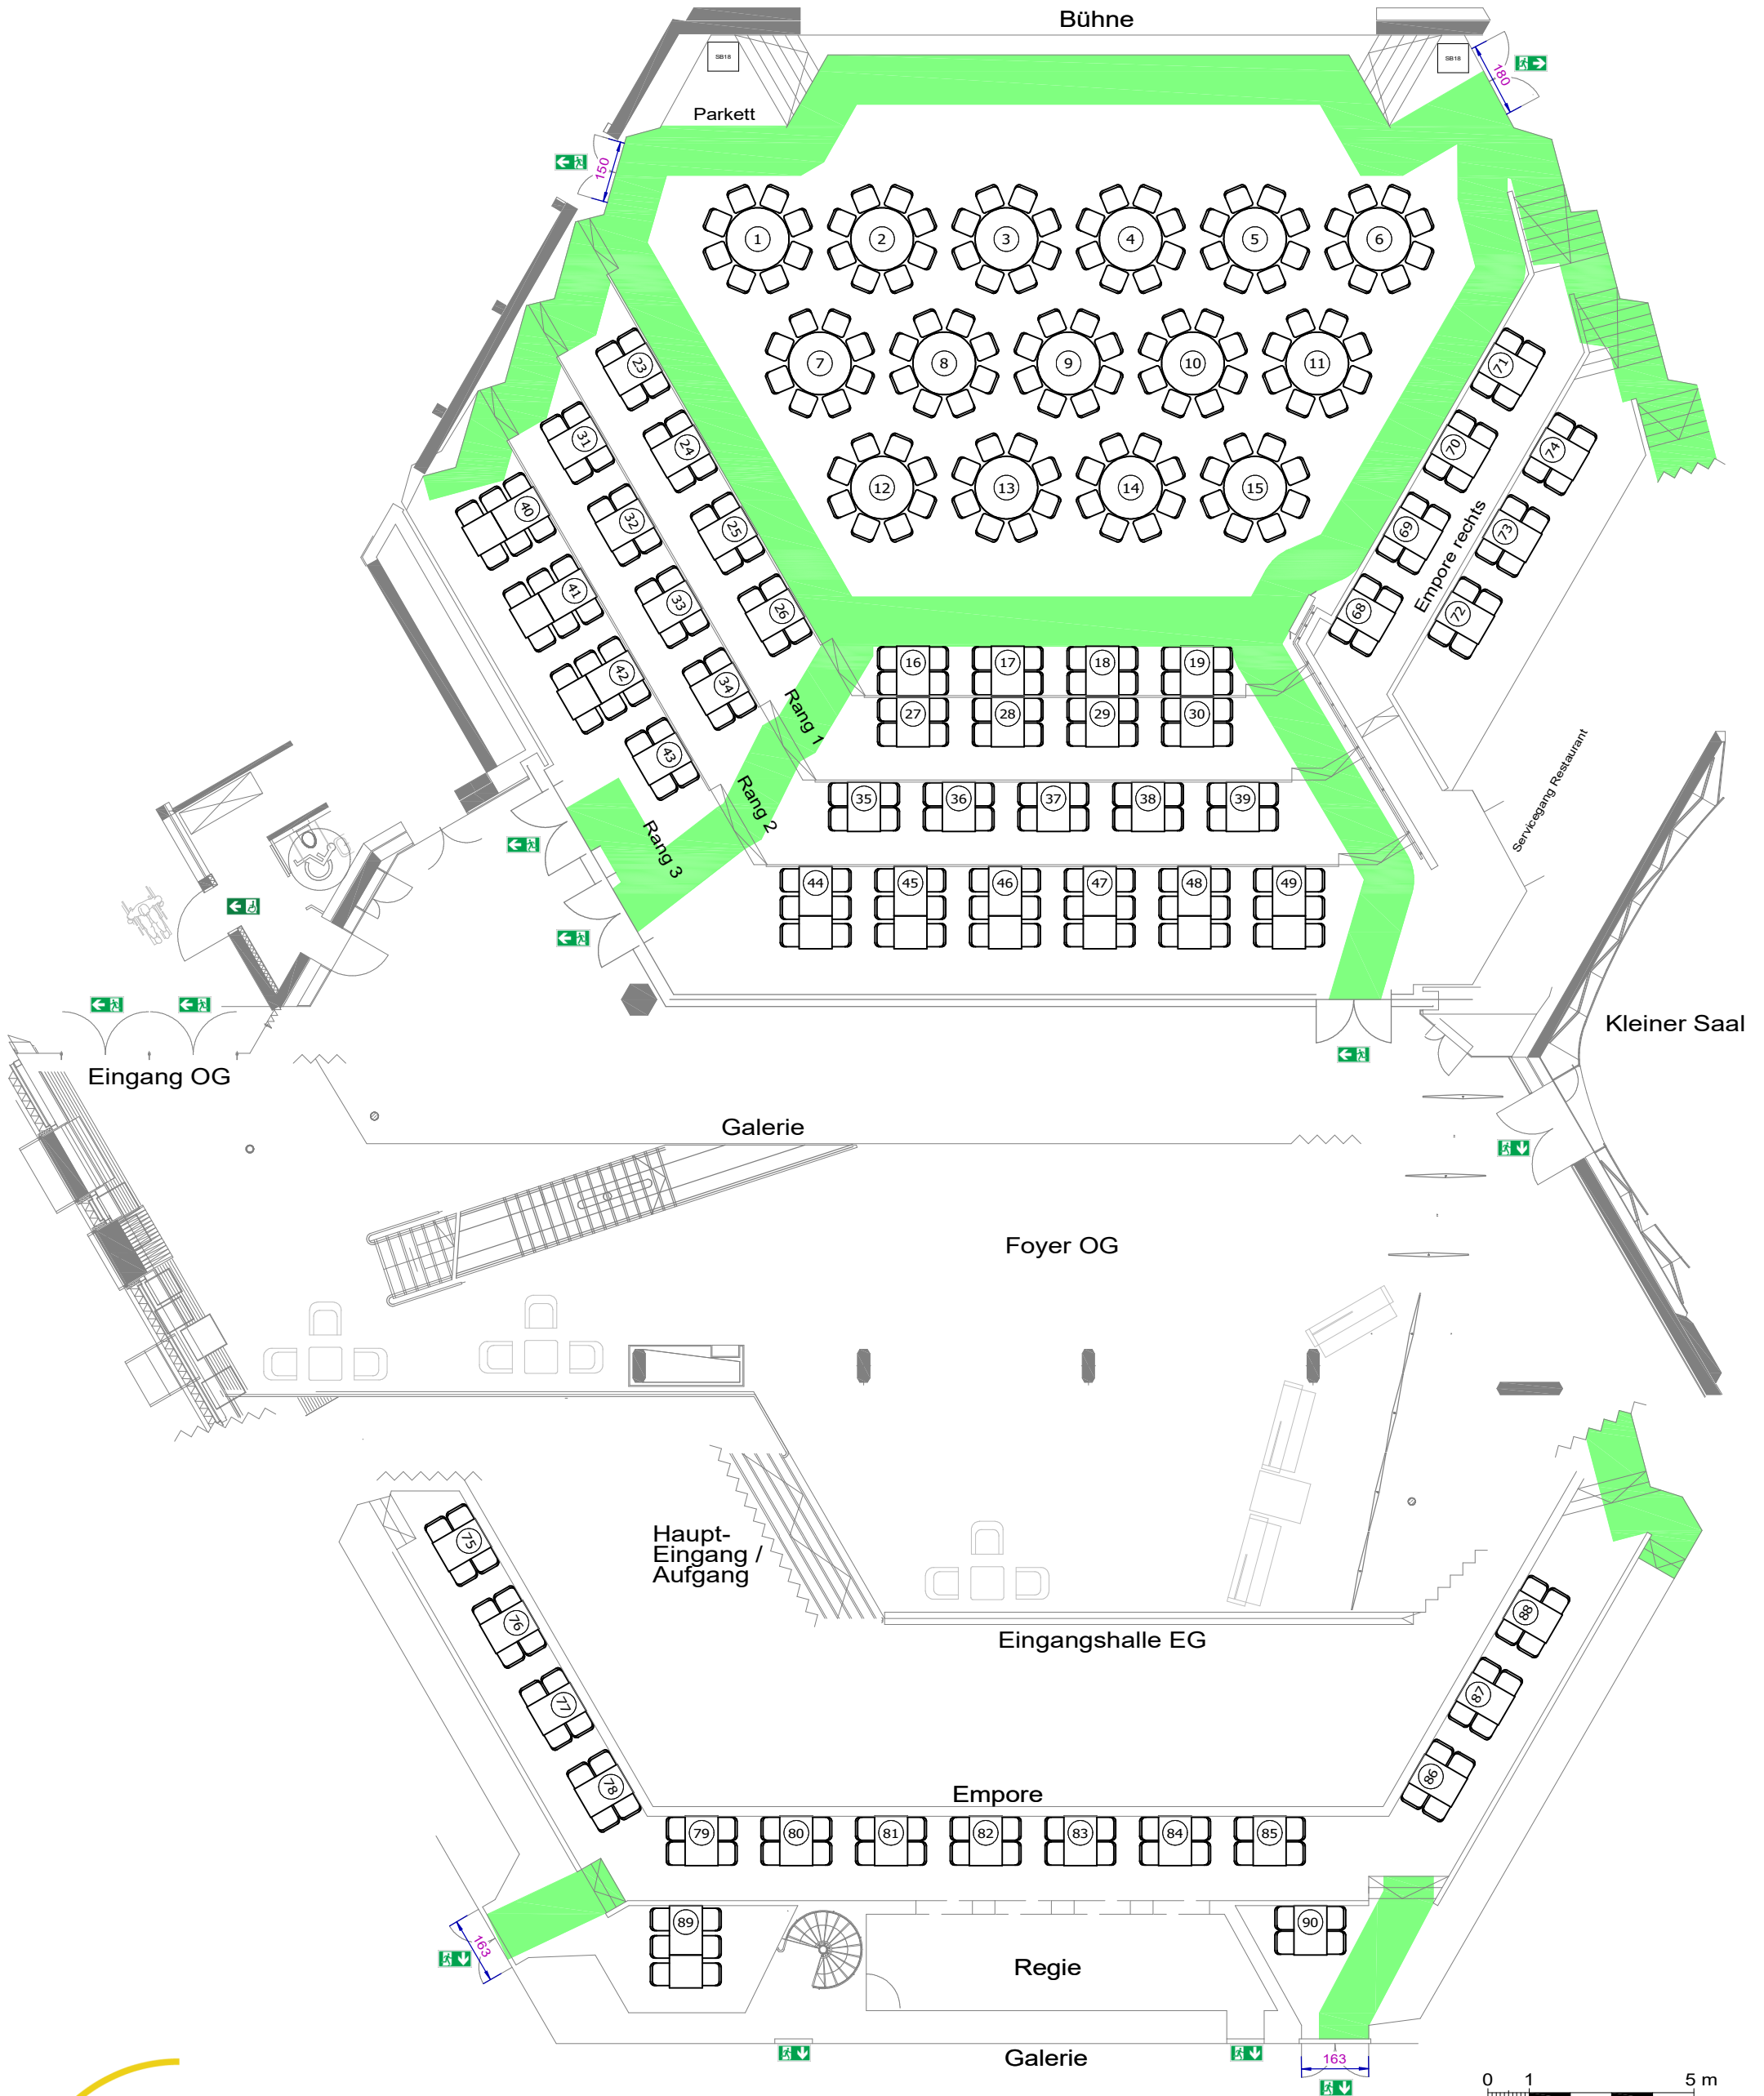 Bühne
SB18
SB18
180
Parkett
150
1 2 3 4 5 6
7 8 9 10 11
12 13 14 15
23 24 25 26
31 32 33 34
40 41 42 43
71 70 69 68
74 73 72
Empore rechts
16 17 18 19
27 28 29 30
35 36 37 38 39
44 45 46 47 48 49
Rang 1
Rang 2
Rang 3
Servicegang Restaurant
Kleiner Saal
Eingang OG
Galerie
Foyer OG
Haupt-
Eingang /
Aufgang
Eingangshalle EG
75 76 77 78
88 87 86
Empore
79 80 81 82 83 84 85
89 90
163
Regie
Galerie
163
0 1 5 m